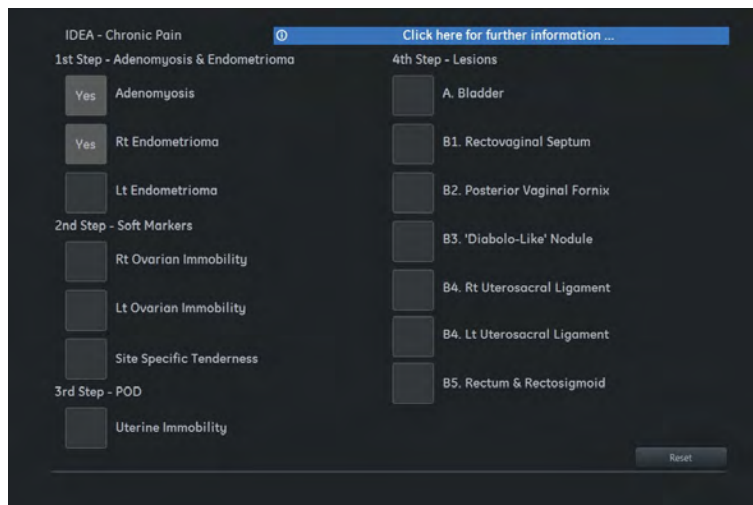 IDEA - Chronic Pain
Click here for further information ...
1st Step - Adenomyosis & Endometrioma
Yes Adenomyosis
Yes Rt Endometrioma
Lt Endometrioma
2nd Step - Soft Markers
Rt Ovarian Immobility
Lt Ovarian Immobility
Site Specific Tenderness
3rd Step - POD
Uterine Immobility
4th Step - Lesions
A. Bladder
B1. Rectovaginal Septum
B2. Posterior Vaginal Fornix
B3. 'Diabolo-Like' Nodule
B4. Rt Uterosacral Ligament
B4. Lt Uterosacral Ligament
B5. Rectum & Rectosigmoid
Reset